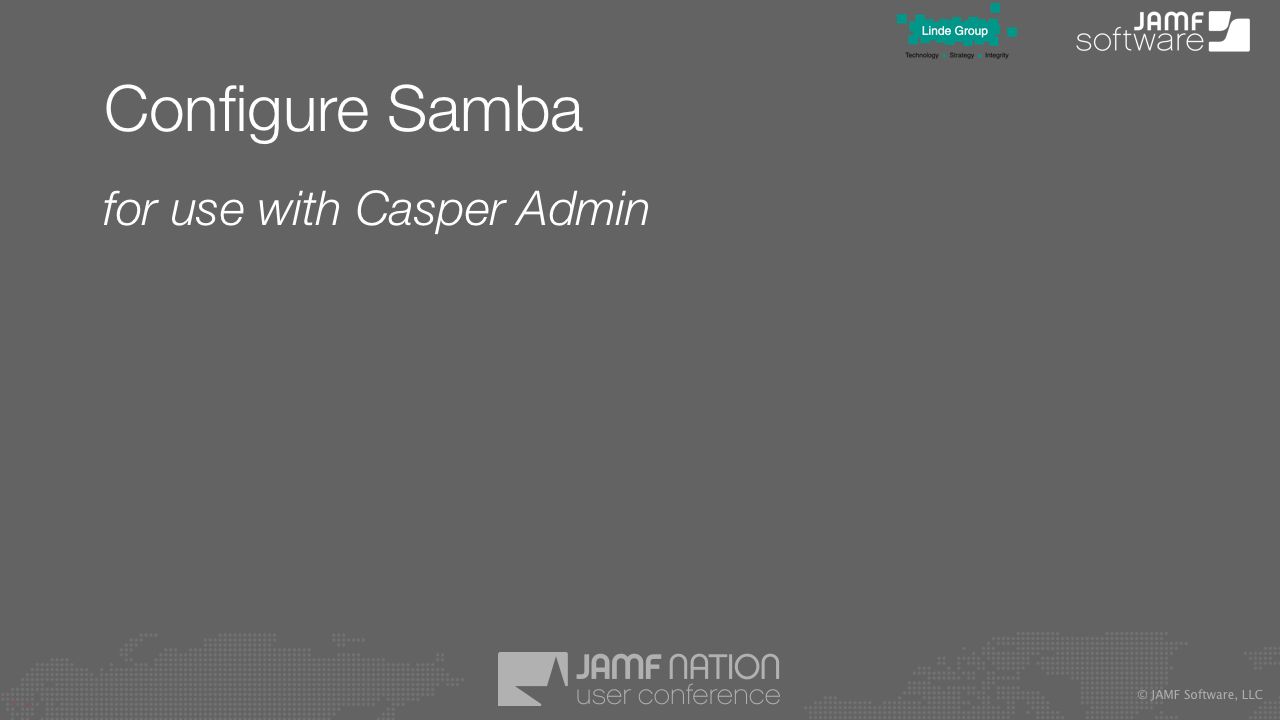 Linde Group
Technology Strategy Integrity
JAMF
software
Configure Samba
for use with Casper Admin
JAMF NATION
user conference
© JAMF Software, LLC